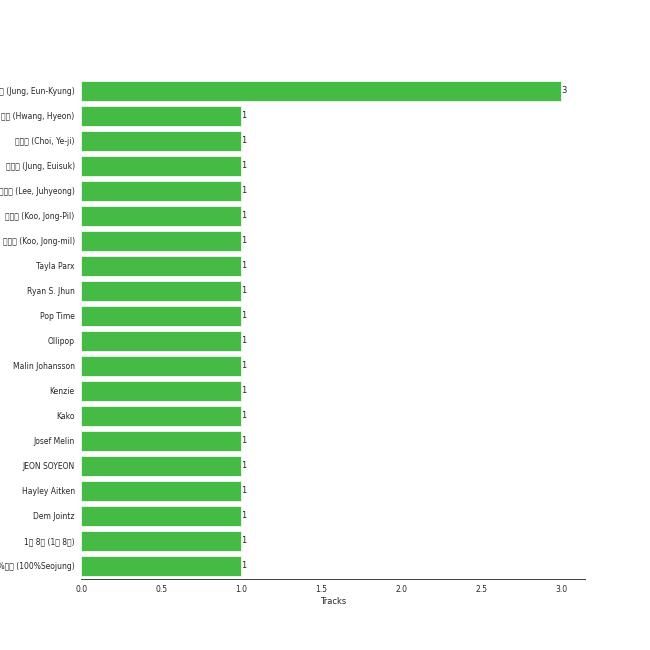 (Jung, Eun-Kyung)
3
(Hwang, Hyeon)
1
(Choi, Ye-ji)
1
(Jung, Euisuk)
1
(Lee, Juhyeong)
1
(Koo, Jong-Pil)
1
(Koo, Jong-mil)
1
Tayla Parx
1
Ryan S. Jhun
1
Pop Time
1
Ollipop
1
Malin Johansson
1
Kenzie
1
Kako
1
Josef Melin
1
JEON SOYEON
1
Hayley Aitken
1
Dem Jointz
1
1 8 (1 8)
1
% (100%Seojung)
1
0.0 0.5 1.0 1.5 2.0 2.5 3.0
Tracks